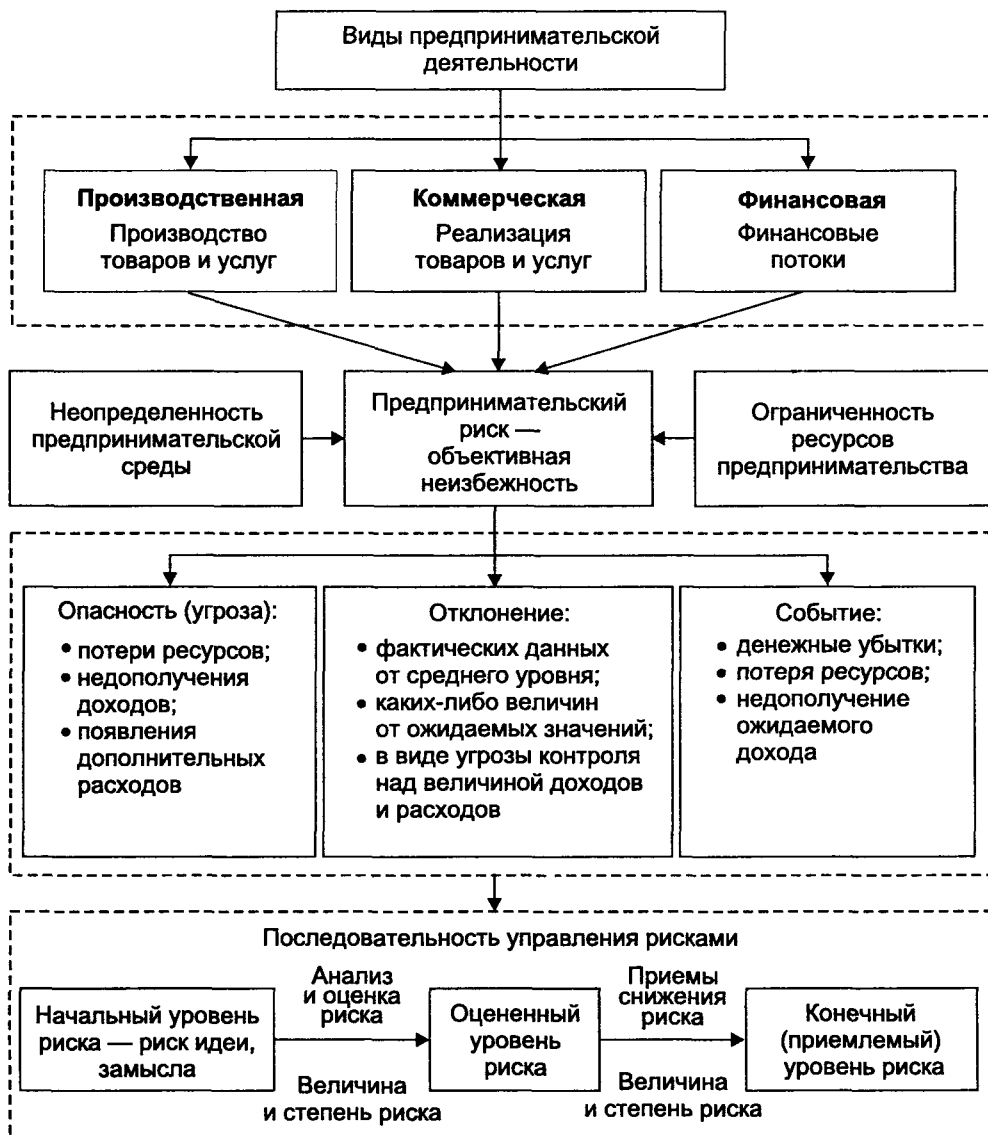 Виды предпринимательской
деятельности
Производственная
Производство
товаров и услуг
Коммерческая
Реализация
товаров и услуг
Финансовая
Финансовые
потоки
Неопределенность
предпринимательской
среды
Предпринимательский
риск —
объективная
неизбежность
Ограниченность
ресурсов
предпринимательства
Опасность (угроза):
• потери ресурсов;
• недополучения
доходов;
• появления
дополнительных
расходов
Отклонение:
• фактических данных
от среднего уровня;
• каких-либо величин
от ожидаемых значений;
• в виде угрозы контроля
над величиной доходов
и расходов
Событие:
• денежные убытки;
• потеря ресурсов;
• недополучение
ожидаемого
дохода
Последовательность управления рисками
Начальный уровень
риска — риск идеи,
замысла
Анализ
и оценка
риска
Величина
и степень риска
Оцененный
уровень
риска
Приемы
снижения
риска
Величина
и степень риска
Конечный
(приемлемый)
уровень риска